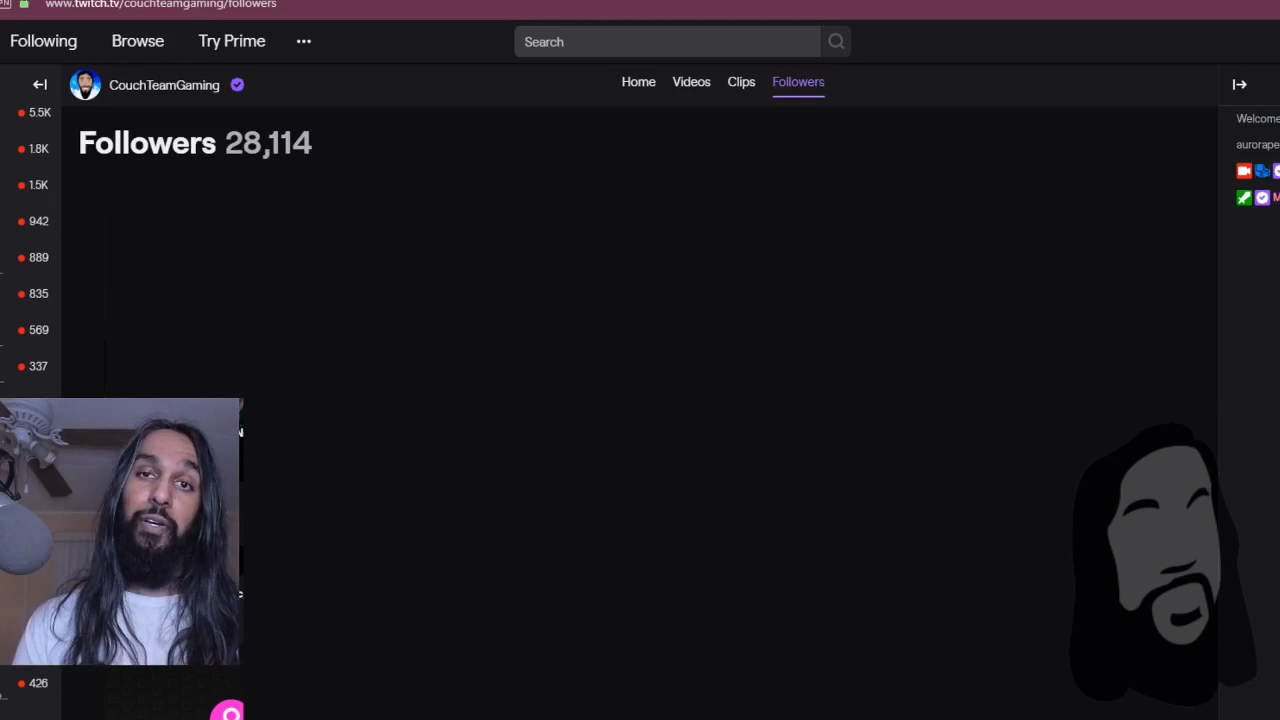 www.twitch.tv/couchteamgaming/followers
Following Browse Try Prime ••• Search
CouchTeamGaming Home Videos Clips Followers
Followers 28,114
5.5K
1.8K
1.5K
942
889
835
569
337
426
Welcome
aurorape